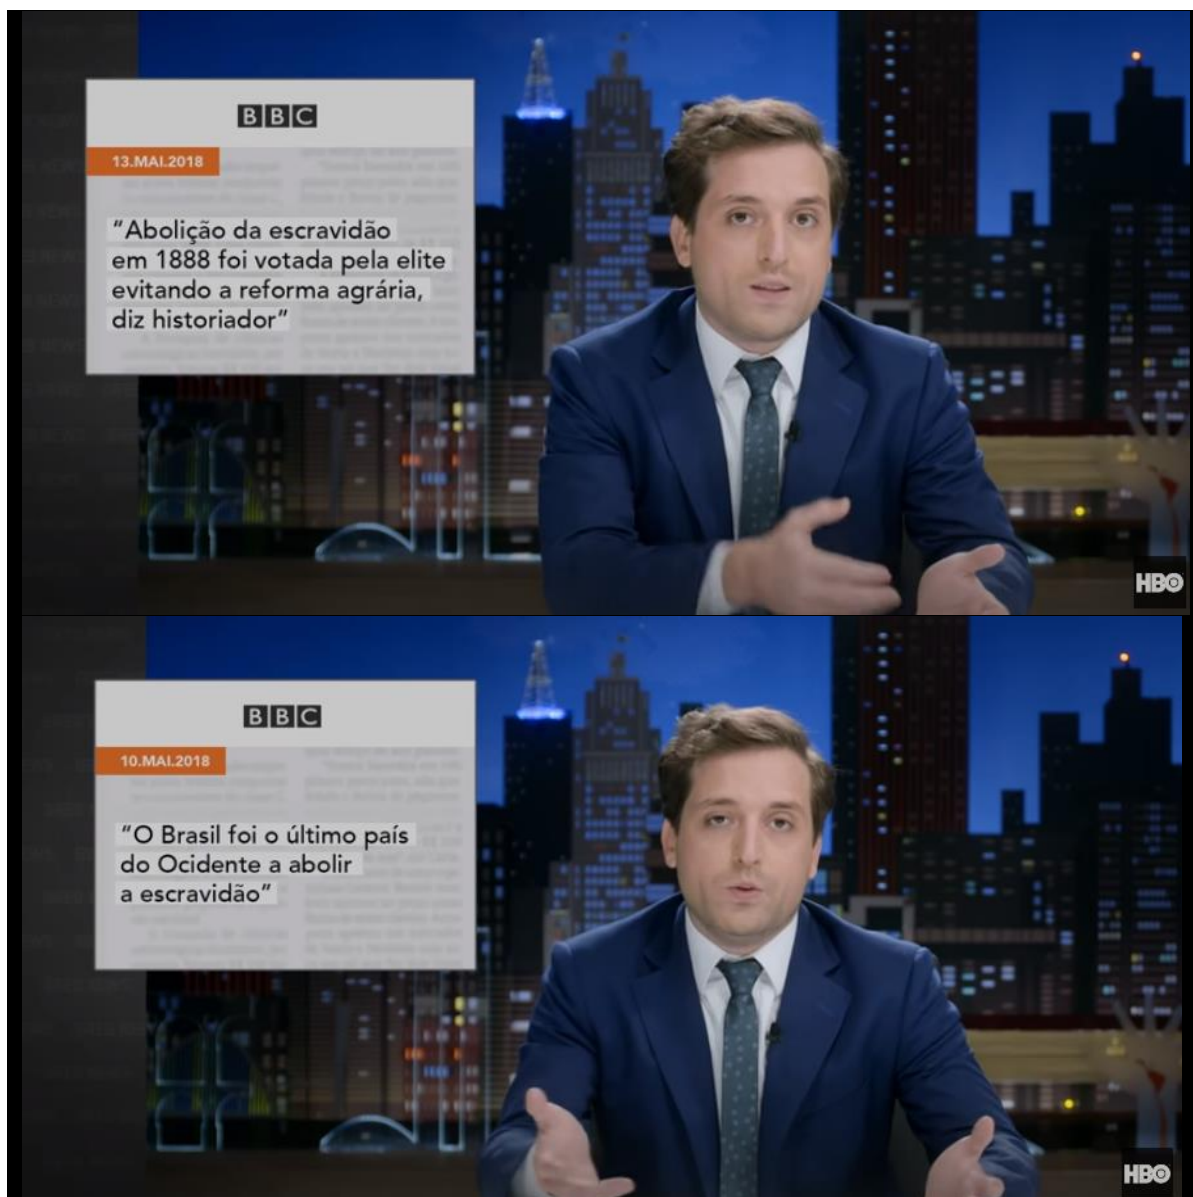 BBC
13.MAI.2018
"Abolição da escravidão
em 1888 foi votada pela elite
evitando a reforma agrária,
diz historiador"
HBO
BBC
10.MAI.2018
"O Brasil foi o último país
do Ocidente a abolir
a escravidão"
HBO